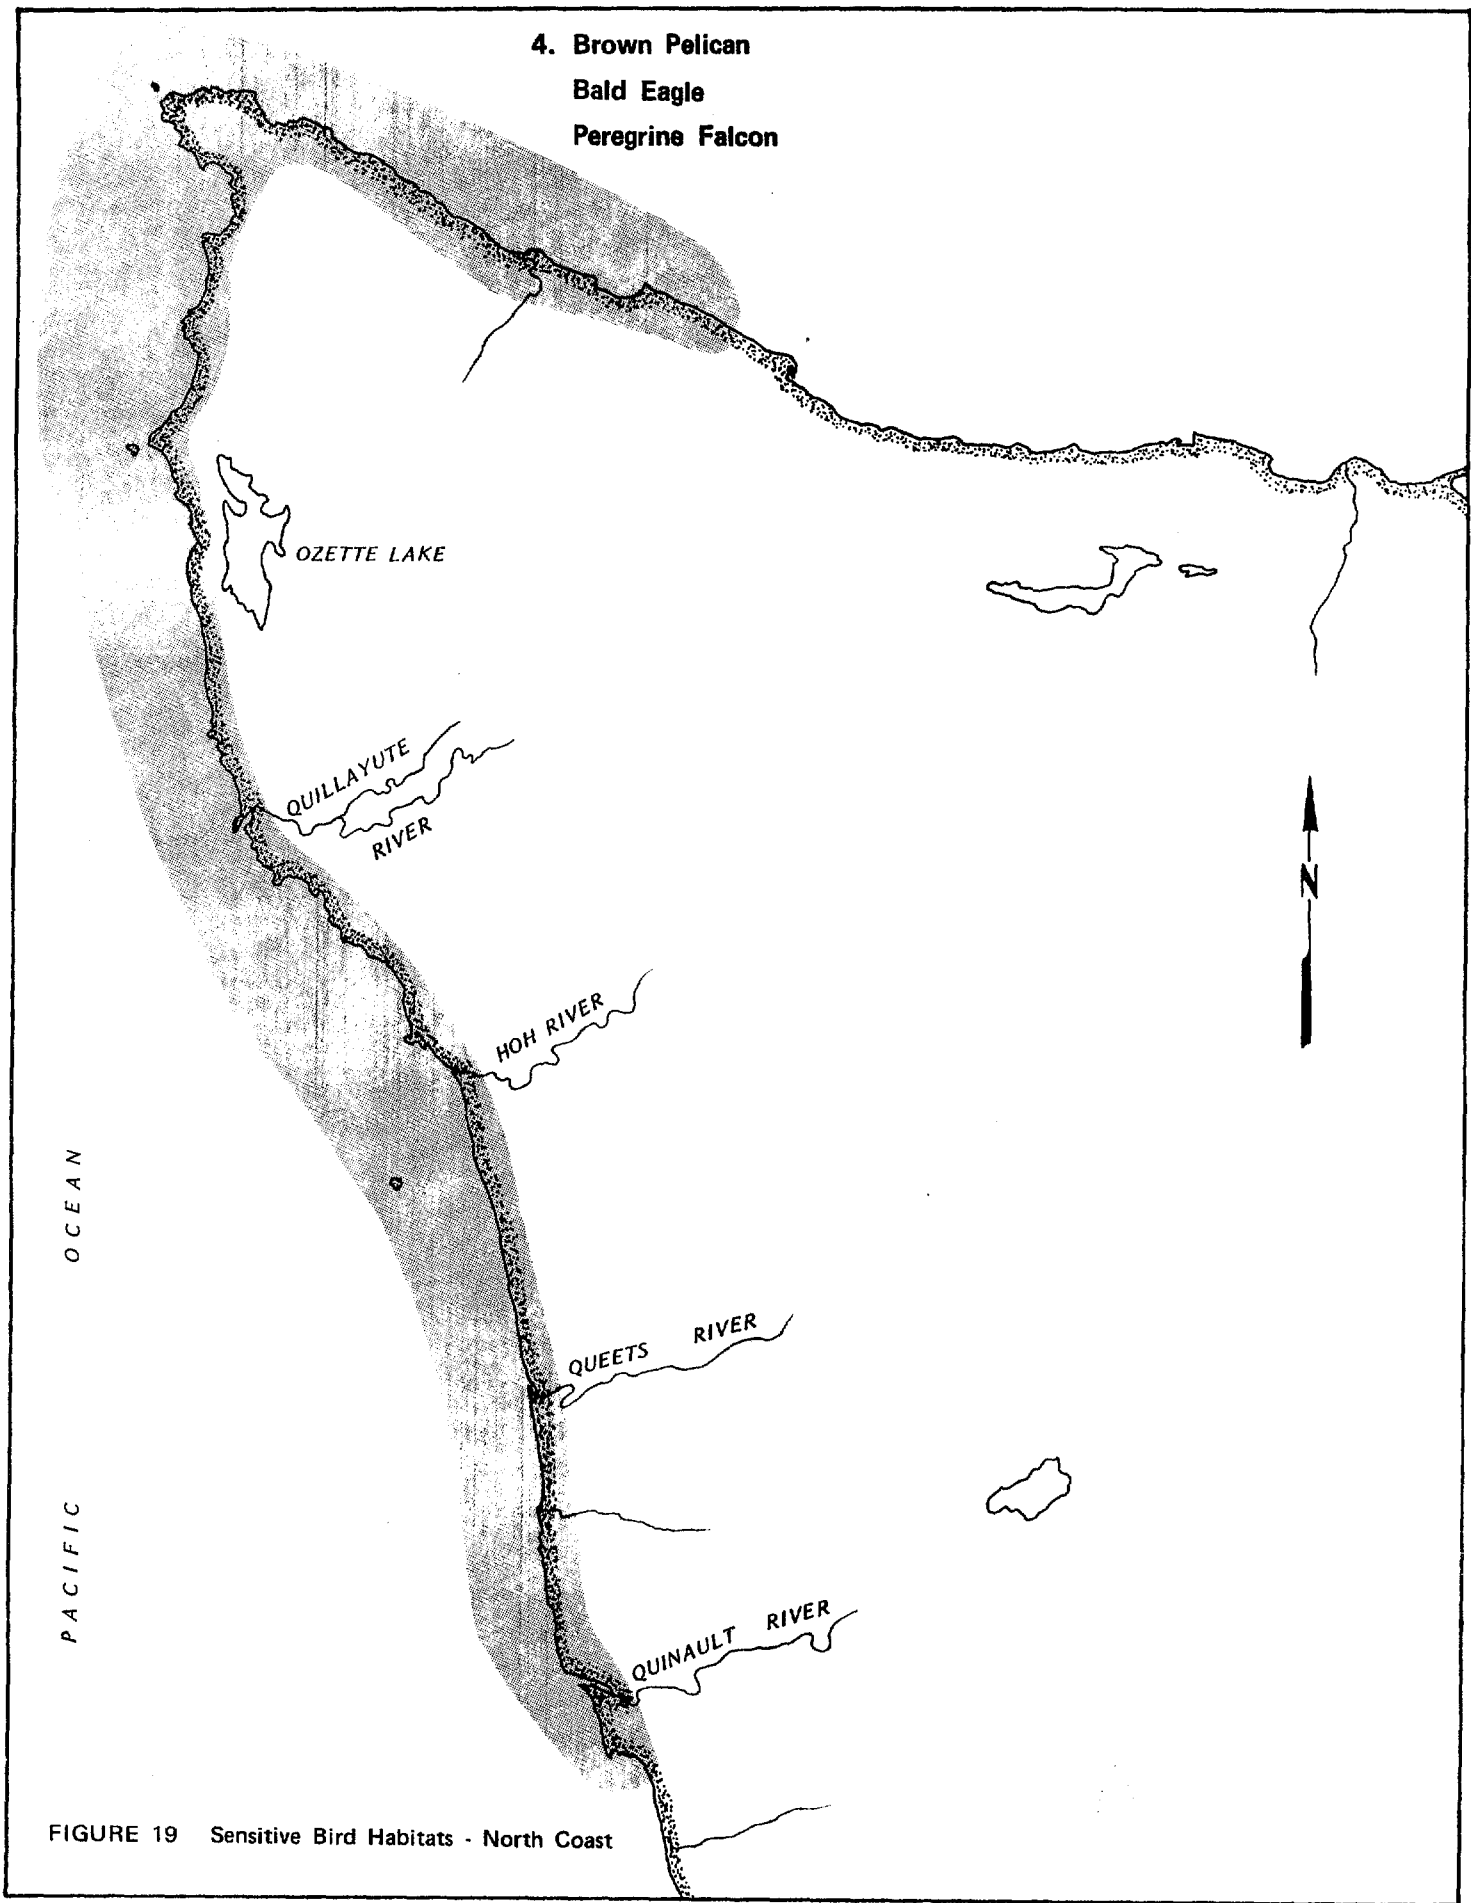 4. Brown Pelican
Bald Eagle
Peregrine Falcon
OZETTE LAKE
QUILLAYUTE
RIVER
N
HOH RIVER
PACIFIC OCEAN
QUEETS RIVER
QUINAULT RIVER
FIGURE 19 Sensitive Bird Habitats - North Coast